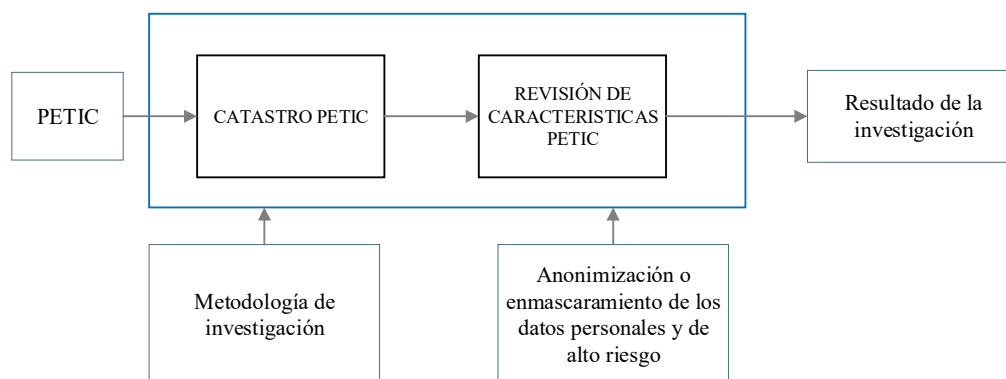 PETIC
CATASTRO PETIC
REVISIÓN DE
CARACTERISTICAS
PETIC
Resultado de la
investigación
Metodología de
investigación
Anonimización o
enmascaramiento de los
datos personales y de
alto riesgo